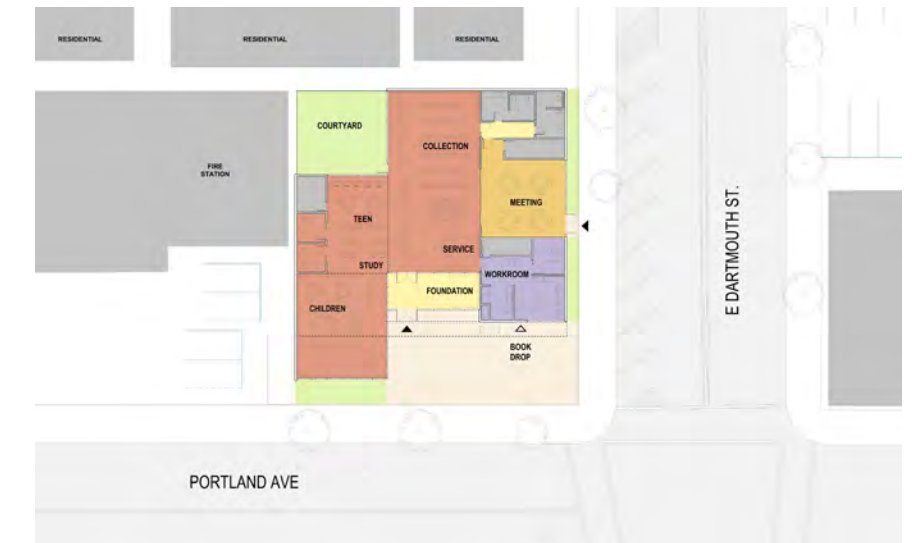 RESIDENTIAL
RESIDENTIAL
RESIDENTIAL
COURTYARD
COLLECTION
FIRE
STATION
MEETING
TEEN
E DARTMOUTH ST.
SERVICE
STUDY
WORKROOM
FOUNDATION
CHILDREN
BOOK
DROP
PORTLAND AVE